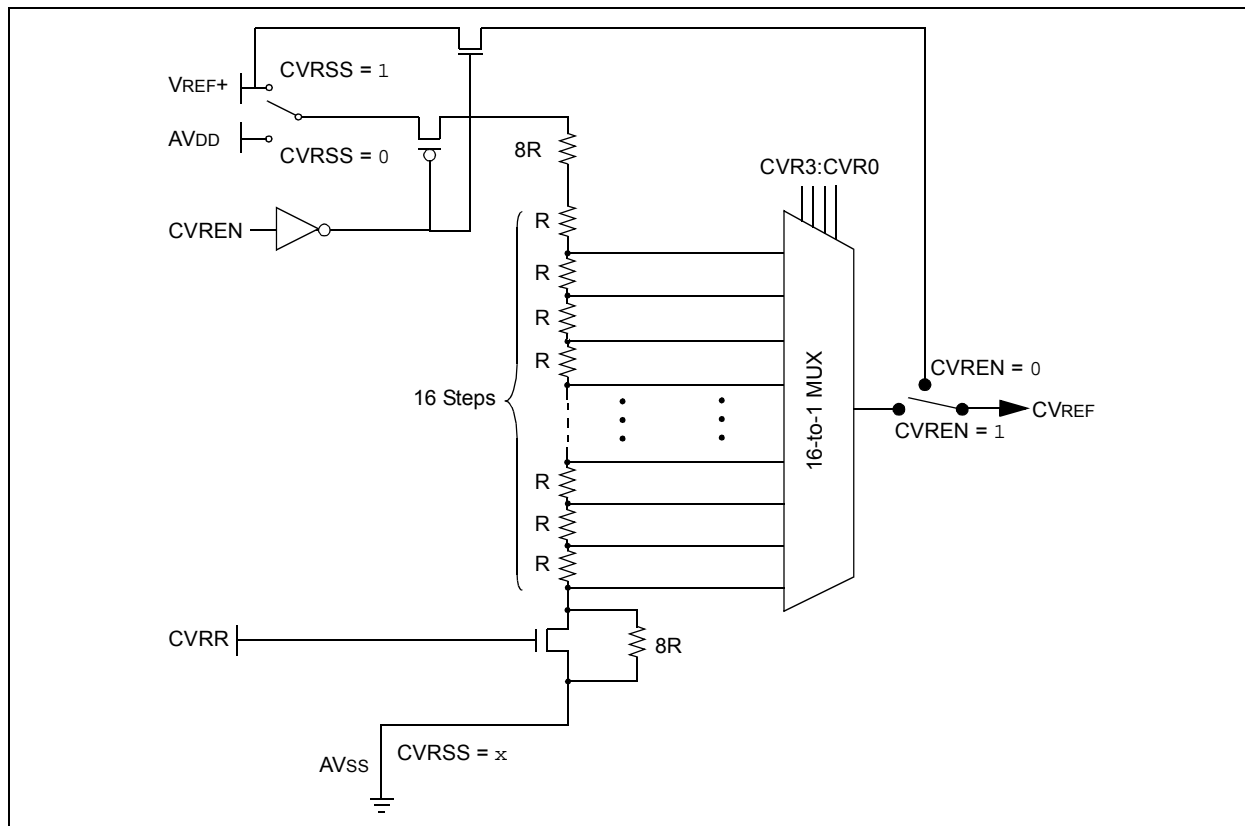 CVRSS = 1
VREF+
AVDD
CVRSS = 0
8R
CVR3:CVR0
CVREN
R
R
R
R
16 Steps
16-to-1 MUX
CVREN = 0
CVREF
CVREN = 1
R
R
R
CVRR
8R
CVRSS = x
AVSS